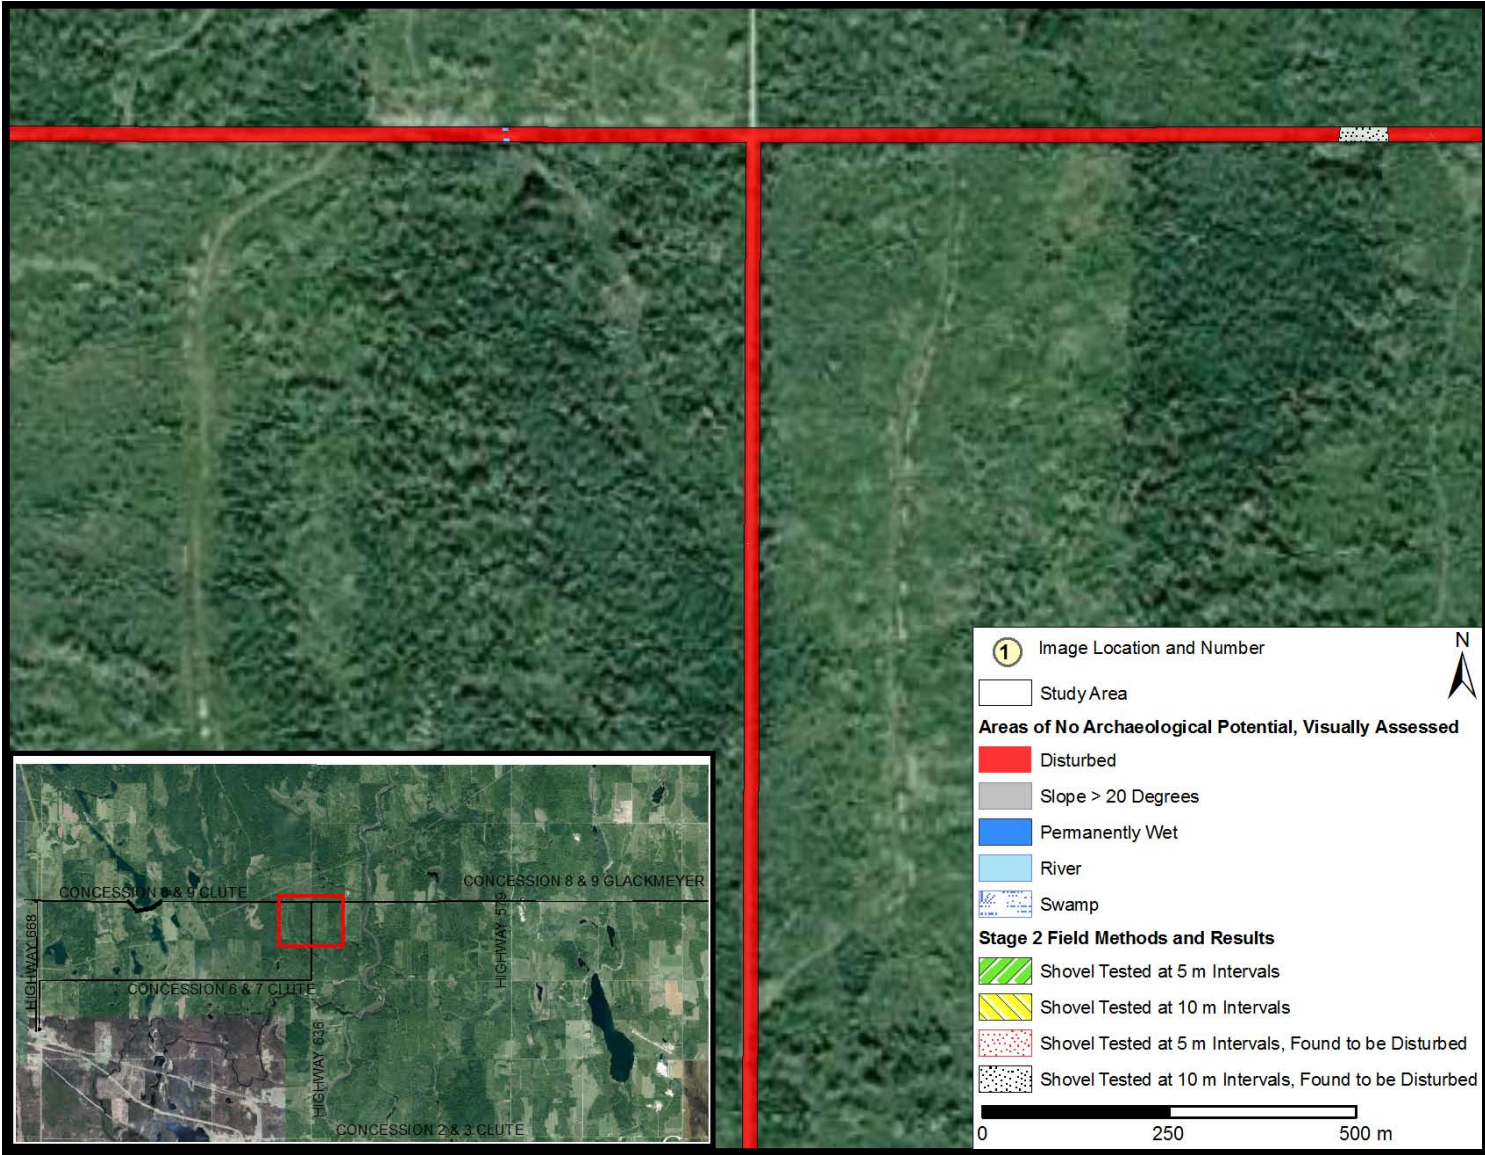 1 Image Location and Number
N
Study Area
Areas of No Archaeological Potential, Visually Assessed
Disturbed
Slope > 20 Degrees
Permanently Wet
River
Swamp
Stage 2 Field Methods and Results
Shovel Tested at 5 m Intervals
Shovel Tested at 10 m Intervals
Shovel Tested at 5 m Intervals, Found to be Disturbed
Shovel Tested at 10 m Intervals, Found to be Disturbed
0 250 500 m
CONCESSION 8 & 9 CLUTE
CONCESSION 8 & 9 GLACKMEYER
HIGHWAY 668
HIGHWAY 579
CONCESSION 6 & 7 CLUTE
HIGHWAY 636
CONCESSION 2 & 3 CLUTE